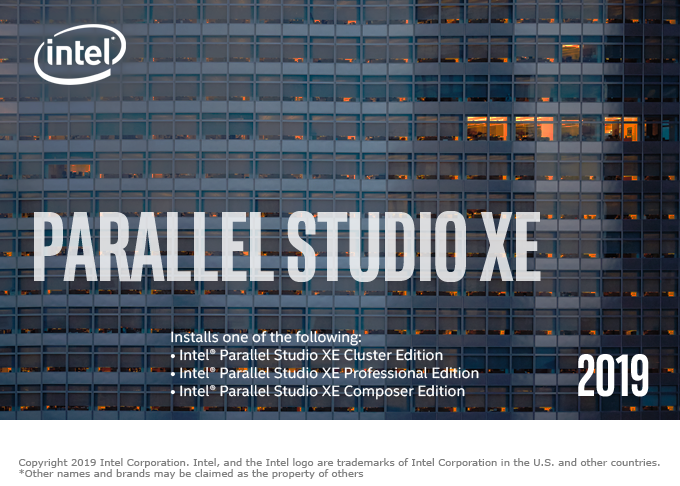 intel®
PARALLEL STUDIO XE
Installs one of the following:
• Intel® Parallel Studio XE Cluster Edition
• Intel® Parallel Studio XE Professional Edition
• Intel® Parallel Studio XE Composer Edition
2019
Copyright 2019 Intel Corporation. Intel, and the Intel logo are trademarks of Intel Corporation in the U.S. and other countries.
*Other names and brands may be claimed as the property of others